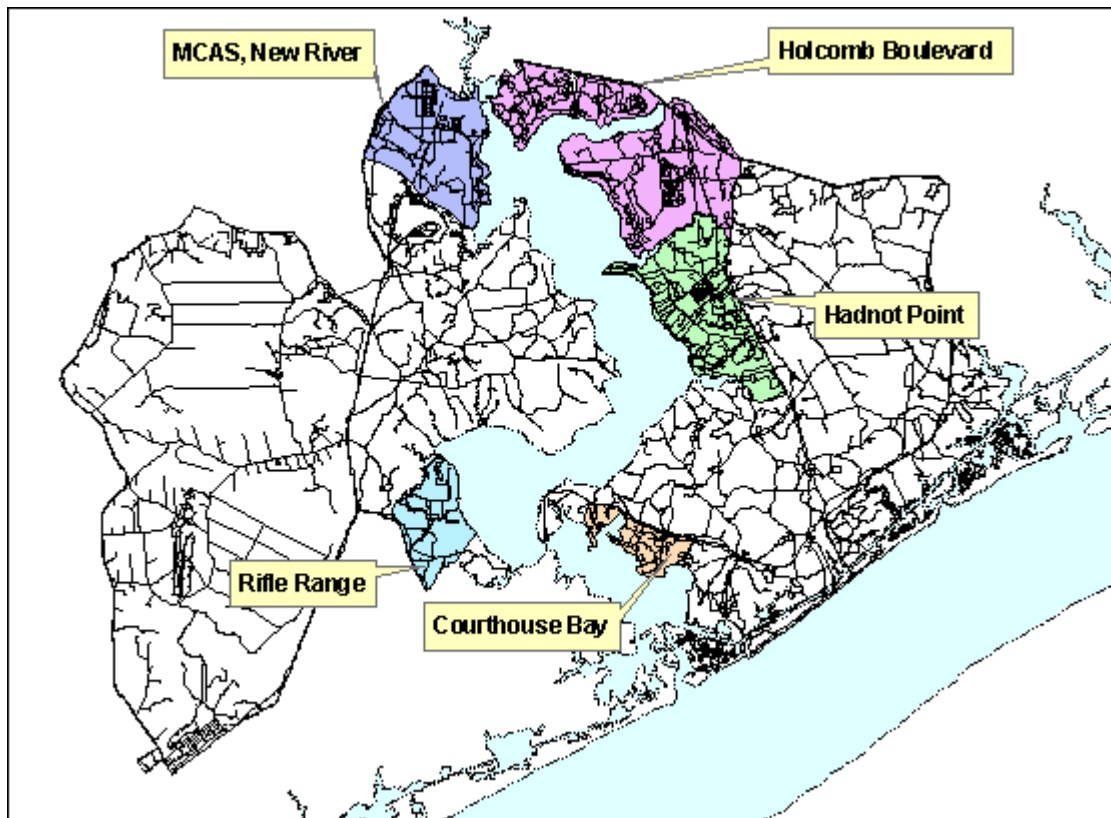 MCAS, New River
Holcomb Boulevard
Hadnot Point
Rifle Range
Courthouse Bay